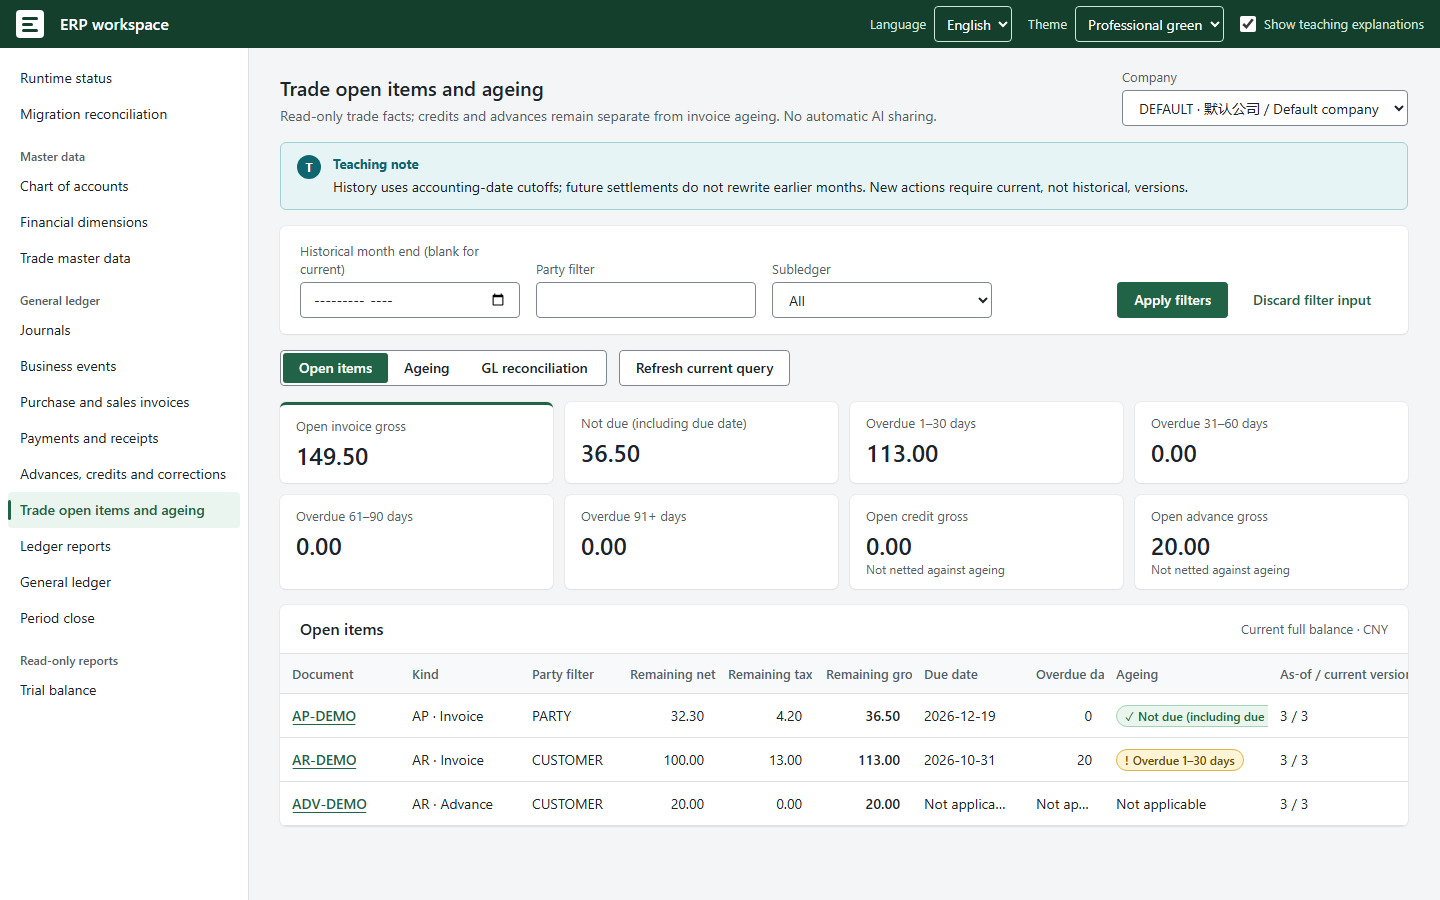 ERP workspace
Language English Theme Professional green Show teaching explanations
Runtime status
Migration reconciliation
Master data
Chart of accounts
Financial dimensions
Trade master data
General ledger
Journals
Business events
Purchase and sales invoices
Payments and receipts
Advances, credits and corrections
Trade open items and ageing
Ledger reports
General ledger
Period close
Read-only reports
Trial balance
Trade open items and ageing
Read-only trade facts; credits and advances remain separate from invoice ageing. No automatic AI sharing.
Company
DEFAULT · 默认公司 / Default company
T
Teaching note
History uses accounting-date cutoffs; future settlements do not rewrite earlier months. New actions require current, not historical, versions.
Historical month end (blank for
current)
--------- ----
Party filter
Subledger
All
Apply filters Discard filter input
Open items Ageing GL reconciliation Refresh current query
Open invoice gross
149.50
Not due (including due date)
36.50
Overdue 1–30 days
113.00
Overdue 31–60 days
0.00
Overdue 61–90 days
0.00
Overdue 91+ days
0.00
Open credit gross
0.00
Not netted against ageing
Open advance gross
20.00
Not netted against ageing
Open items Current full balance · CNY
Document Kind Party filter Remaining net Remaining tax Remaining gro Due date Overdue da Ageing As-of / current version
AP-DEMO AP · Invoice PARTY 32.30 4.20 36.50 2026-12-19 0 ✓ Not due (including due 3 / 3
AR-DEMO AR · Invoice CUSTOMER 100.00 13.00 113.00 2026-10-31 20 ! Overdue 1–30 days 3 / 3
ADV-DEMO AR · Advance CUSTOMER 20.00 0.00 20.00 Not applica... Not ap... Not applicable 3 / 3